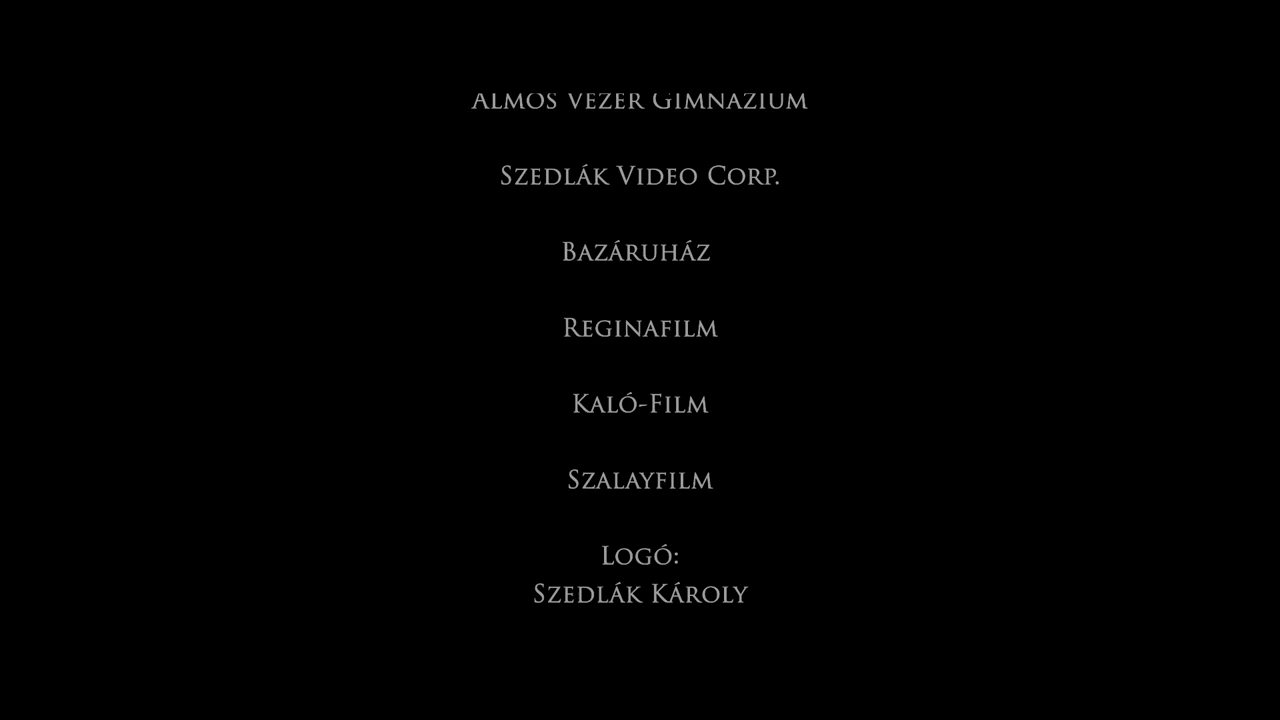 Álmos Vezér Gimnázium
Szedlák Video Corp.
Bazáruház
Reginafilm
Kaló-Film
Szalayfilm
Logó:
Szedlák Károly